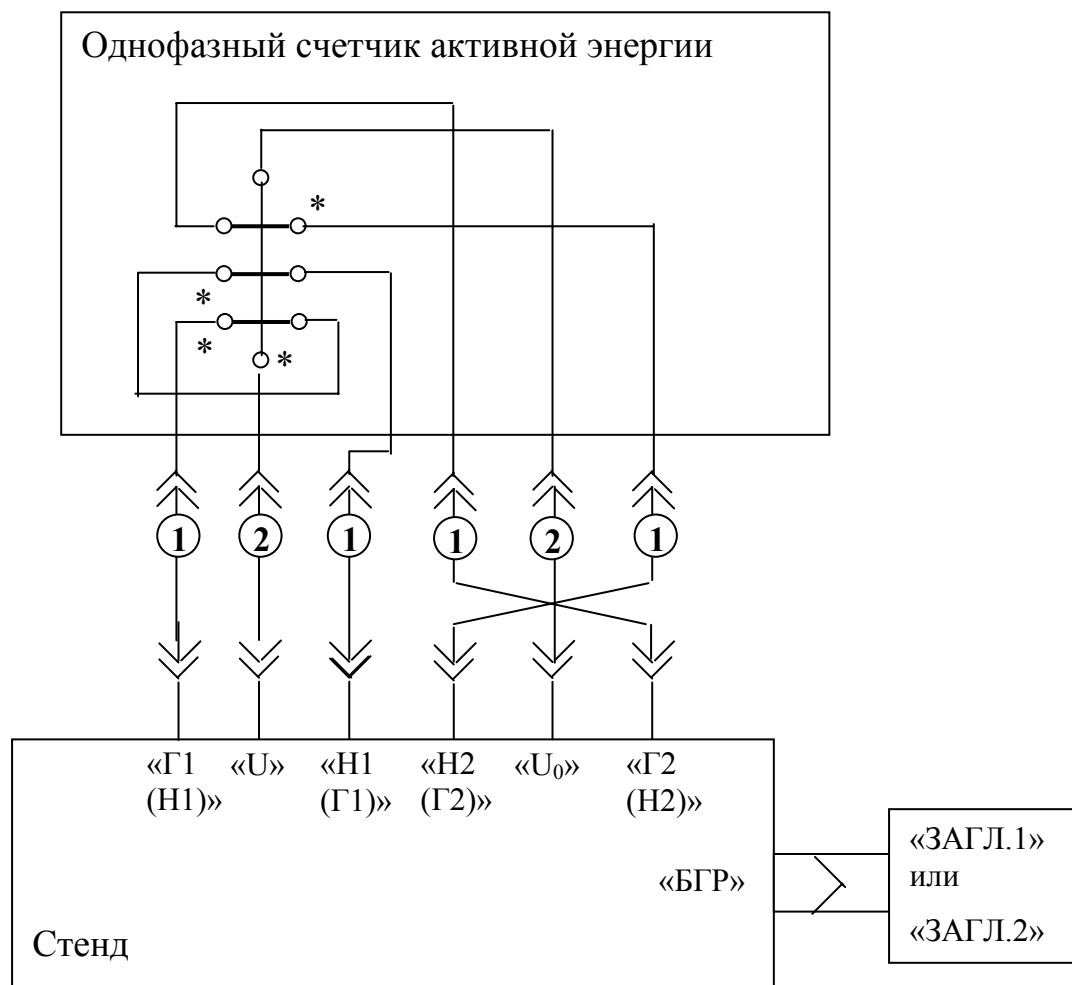 Однофазный счетчик активной энергии
*
*
*
*
1 2 1 1 2 1
«Г1 «U» «Н1 «Н2 «U₀» «Г2
(Н1)» (Г1)» (Г2)» (Н2)»
«БГР»
«ЗАГЛ.1»
или
«ЗАГЛ.2»
Стенд